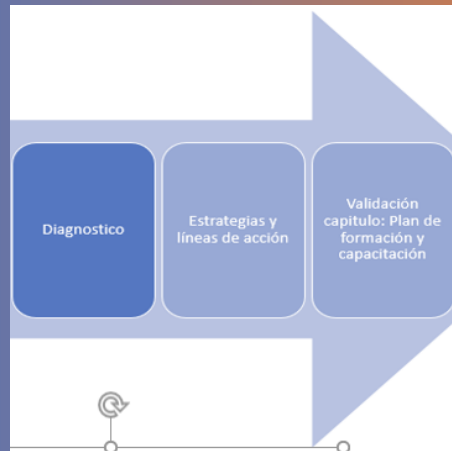 Diagnostico
Estrategias y
líneas de acción
Validación
capitulo: Plan de
formación y
capacitación